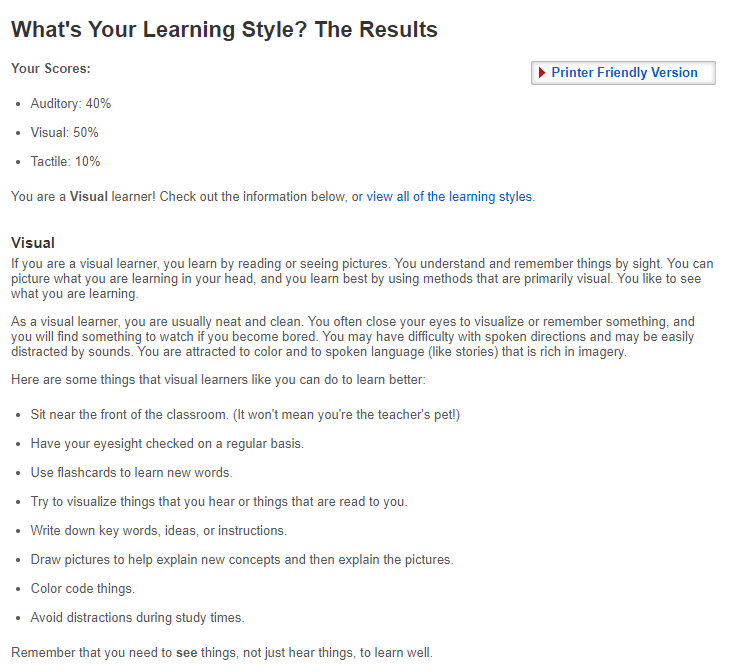 What's Your Learning Style? The Results
Your Scores:
Printer Friendly Version
Auditory: 40%
Visual: 50%
Tactile: 10%
You are a Visual learner! Check out the information below, or view all of the learning styles.
Visual
If you are a visual learner, you learn by reading or seeing pictures. You understand and remember things by sight. You can
picture what you are learning in your head, and you learn best by using methods that are primarily visual. You like to see
what you are learning.
As a visual learner, you are usually neat and clean. You often close your eyes to visualize or remember something, and
you will find something to watch if you become bored. You may have difficulty with spoken directions and may be easily
distracted by sounds. You are attracted to color and to spoken language (like stories) that is rich in imagery.
Here are some things that visual learners like you can do to learn better:
Sit near the front of the classroom. (It won't mean you're the teacher's pet!)
Have your eyesight checked on a regular basis.
Use flashcards to learn new words.
Try to visualize things that you hear or things that are read to you.
Write down key words, ideas, or instructions.
Draw pictures to help explain new concepts and then explain the pictures.
Color code things.
Avoid distractions during study times.
Remember that you need to see things, not just hear things, to learn well.